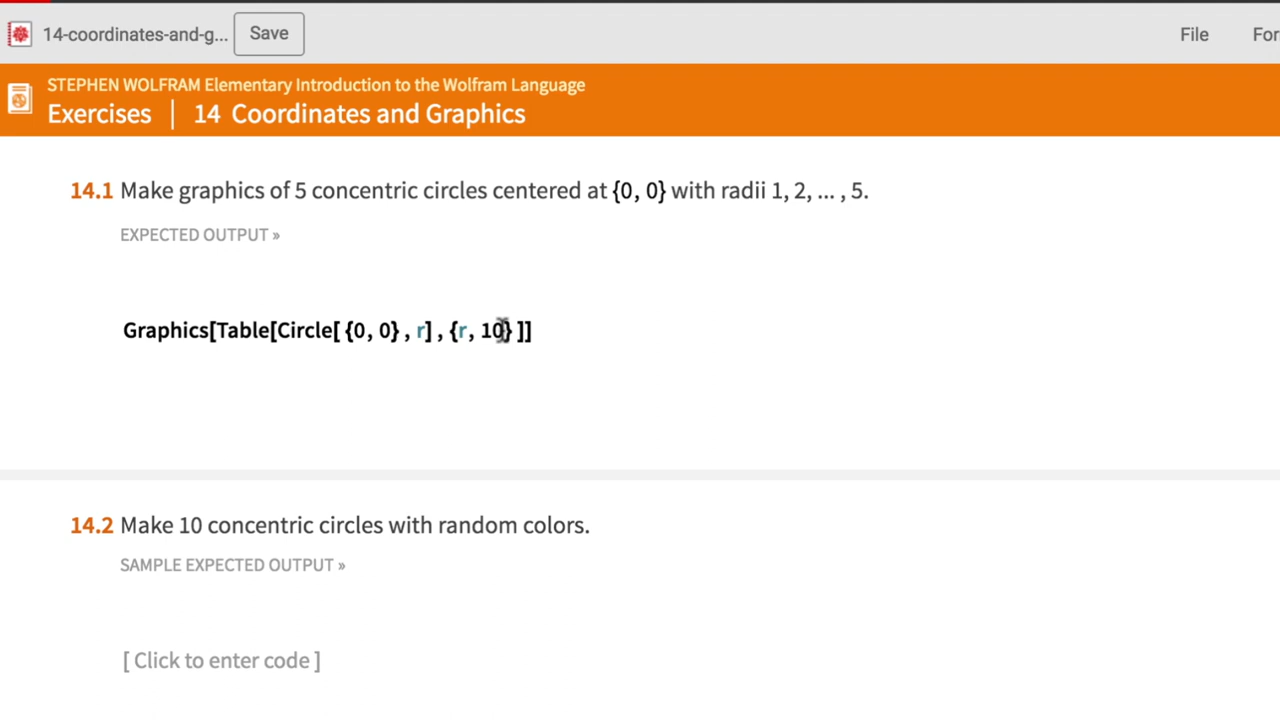 14-coordinates-and-g... Save File For
STEPHEN WOLFRAM Elementary Introduction to the Wolfram Language
Exercises | 14 Coordinates and Graphics
14.1 Make graphics of 5 concentric circles centered at {0, 0} with radii 1, 2, ... , 5.
EXPECTED OUTPUT »
Graphics[Table[Circle[ {0, 0} , r] , {r, 10} ]]
14.2 Make 10 concentric circles with random colors.
SAMPLE EXPECTED OUTPUT »
[ Click to enter code ]